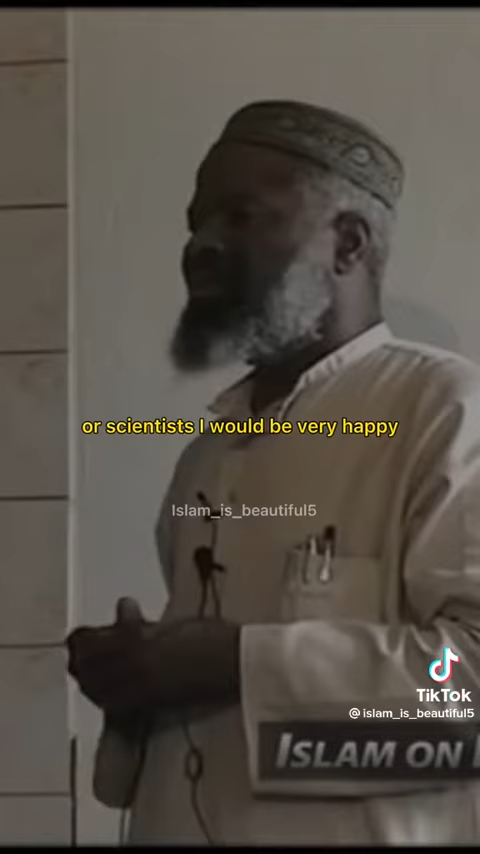 or scientists I would be very happy
Islam_is_beautiful5
TikTok
@islam_is_beautiful5
ISLAM ON